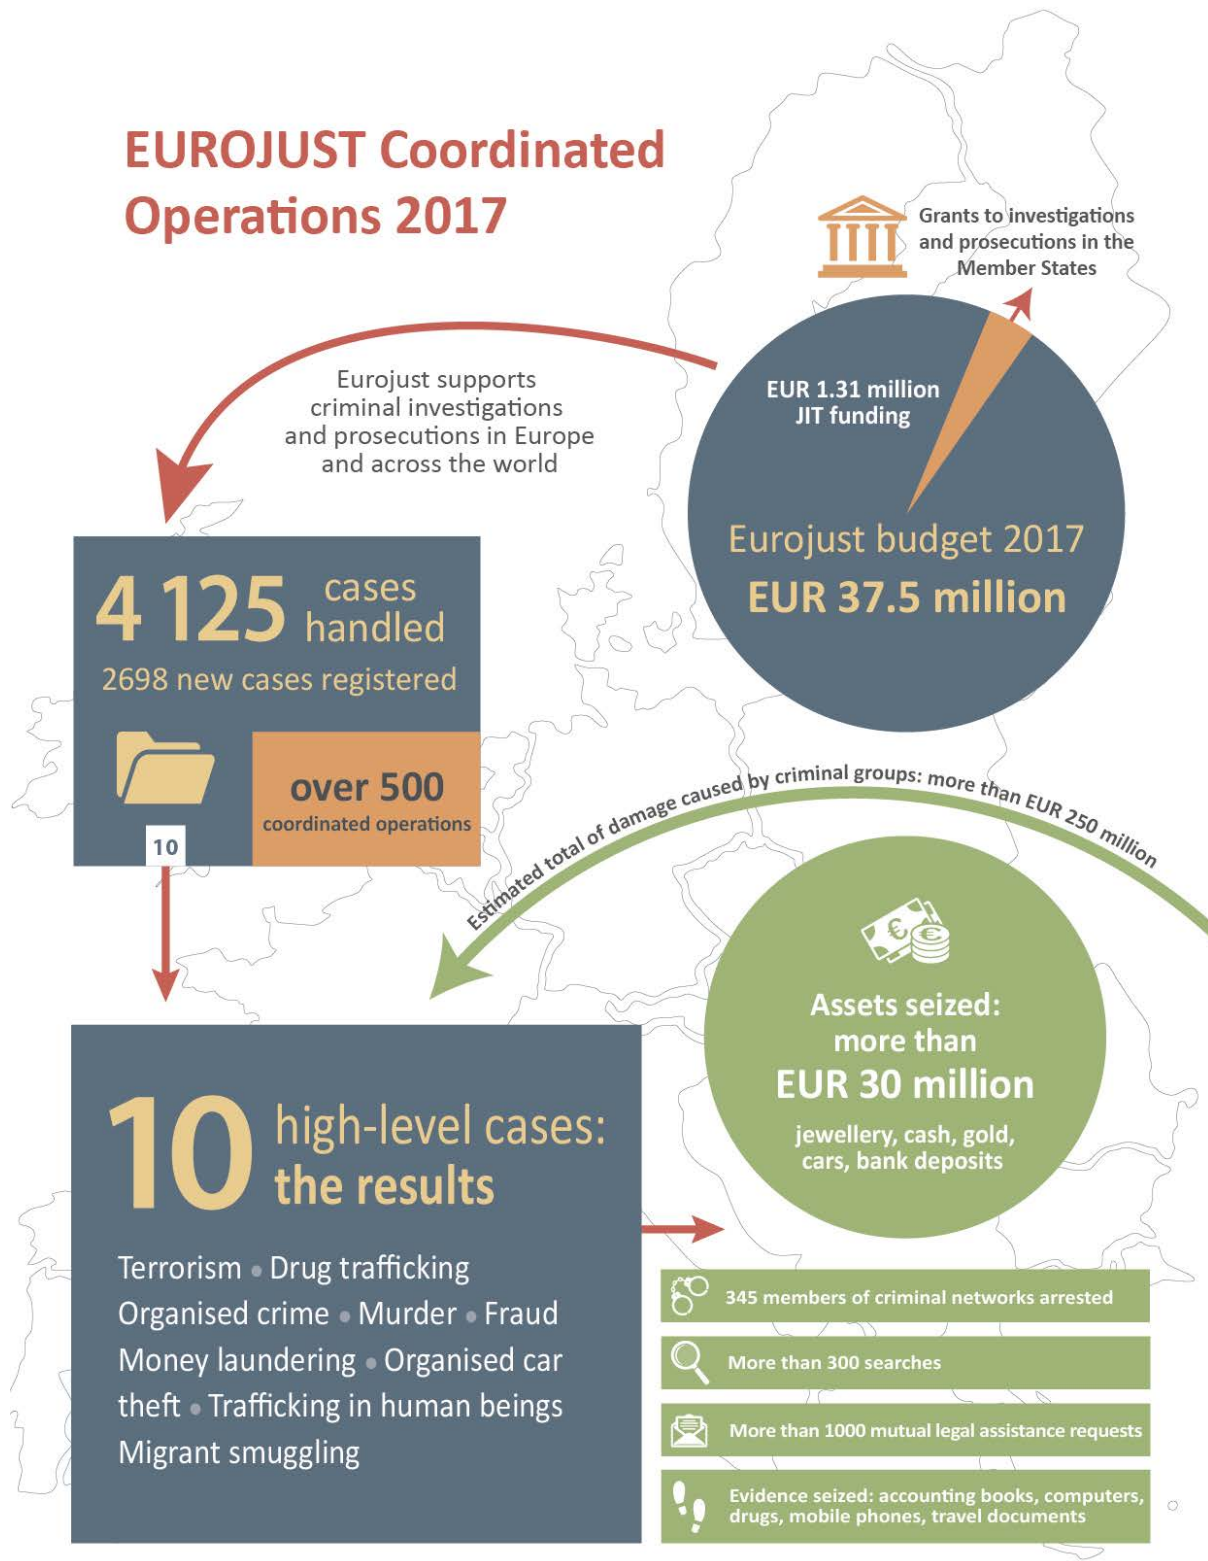 EUROJUST Coordinated
Operations 2017
Grants to investigations
and prosecutions in the
Member States
EUR 1.31 million
JIT funding
Eurojust budget 2017
EUR 37.5 million
Eurojust supports
criminal investigations
and prosecutions in Europe
and across the world
4 125 cases
handled
2698 new cases registered
over 500
coordinated operations
10
Estimated total of damage caused by criminal groups: more than EUR 250 million
Assets seized:
more than
EUR 30 million
jewellery, cash, gold,
cars, bank deposits
10 high-level cases:
the results
Terrorism • Drug trafficking
Organised crime • Murder • Fraud
Money laundering • Organised car
theft • Trafficking in human beings
Migrant smuggling
345 members of criminal networks arrested
More than 300 searches
More than 1000 mutual legal assistance requests
Evidence seized: accounting books, computers,
drugs, mobile phones, travel documents